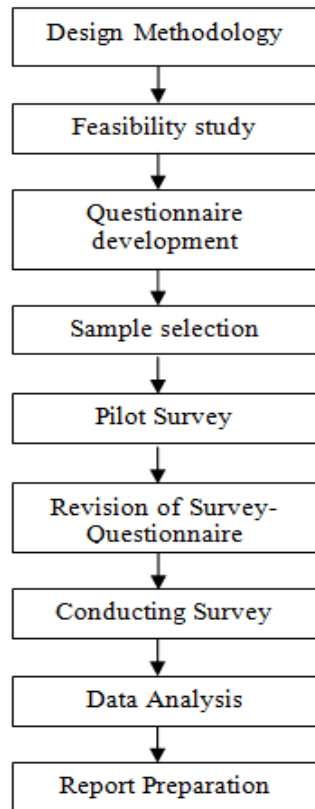 Design Methodology
Feasibility study
Questionnaire
development
Sample selection
Pilot Survey
Revision of Survey-
Questionnaire
Conducting Survey
Data Analysis
Report Preparation